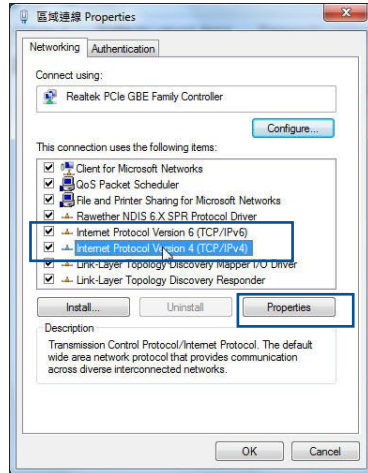 區域連線 Properties
Networking
Authentication
Connect using:
Realtek PCIe GBE Family Controller
Configure...
This connection uses the following items:
Client for Microsoft Networks
QoS Packet Scheduler
File and Printer Sharing for Microsoft Networks
Rawether NDIS 6.X SPR Protocol Driver
Internet Protocol Version 6 (TCP/IPv6)
Internet Protocol Version 4 (TCP/IPv4)
Link-Layer Topology Discovery Mapper I/O Driver
Link-Layer Topology Discovery Responder
Install...
Uninstall
Properties
Description
Transmission Control Protocol/Internet Protocol. The default
wide area network protocol that provides communication
across diverse interconnected networks.
OK
Cancel